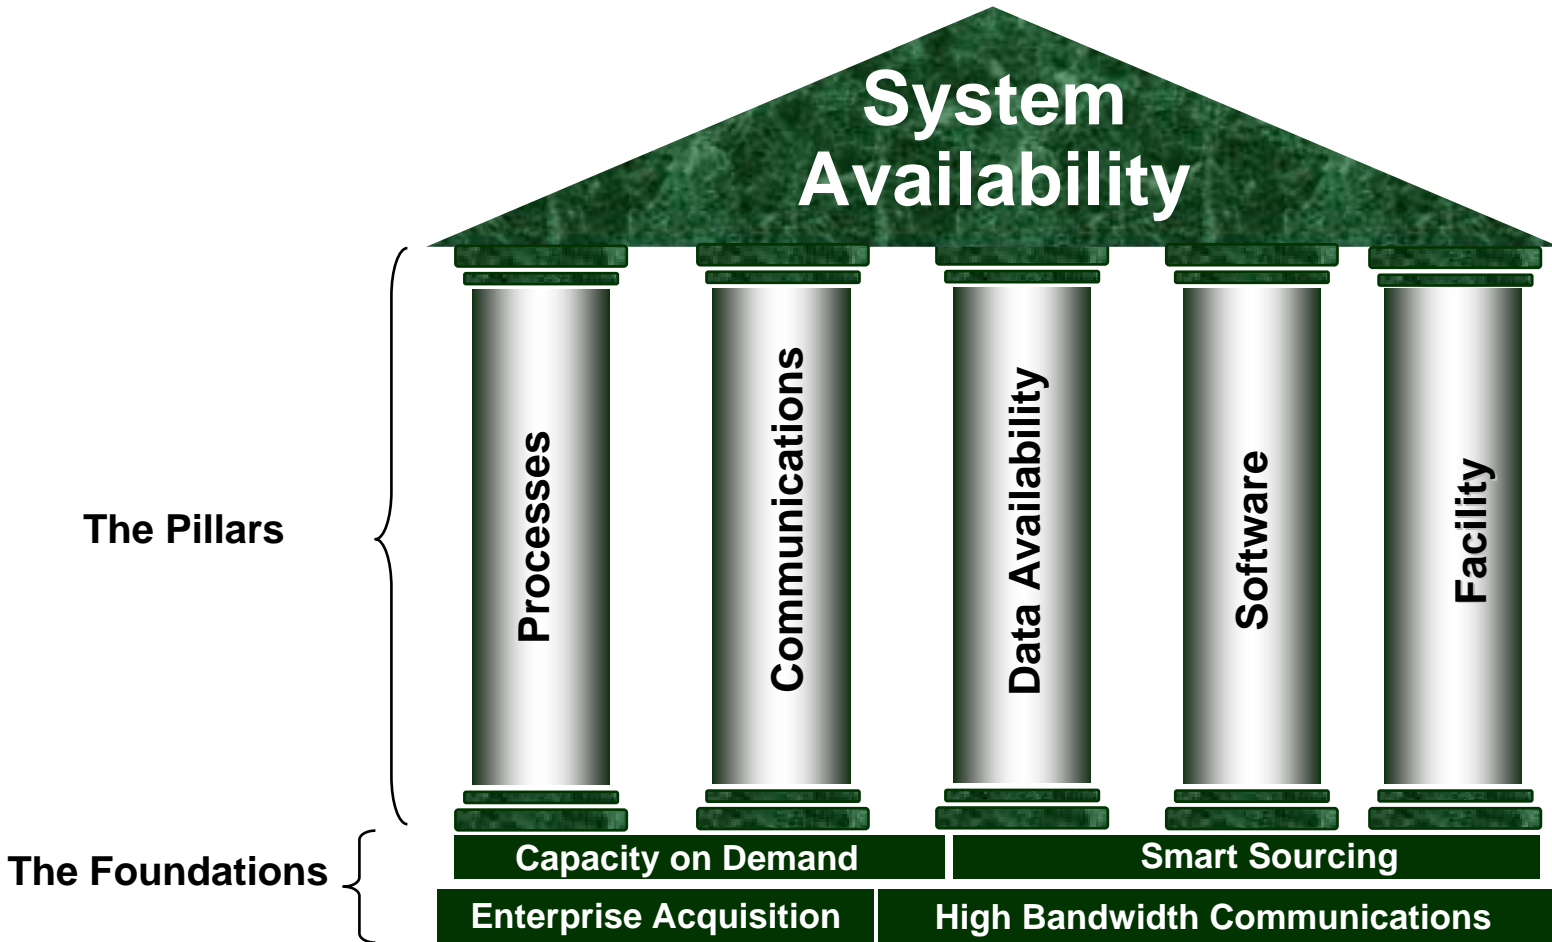 System
Availability
The Pillars
Processes
Communications
Data Availability
Software
Facility
The Foundations
Capacity on Demand
Smart Sourcing
Enterprise Acquisition
High Bandwidth Communications